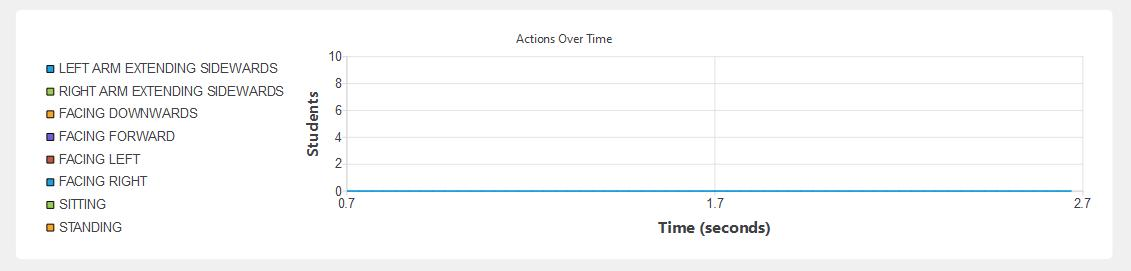 Actions Over Time
LEFT ARM EXTENDING SIDEWARDS
RIGHT ARM EXTENDING SIDEWARDS
FACING DOWNWARDS
FACING FORWARD
FACING LEFT
FACING RIGHT
SITTING
STANDING
Students
10
8
6
4
2
0
0.7
1.7
2.7
Time (seconds)